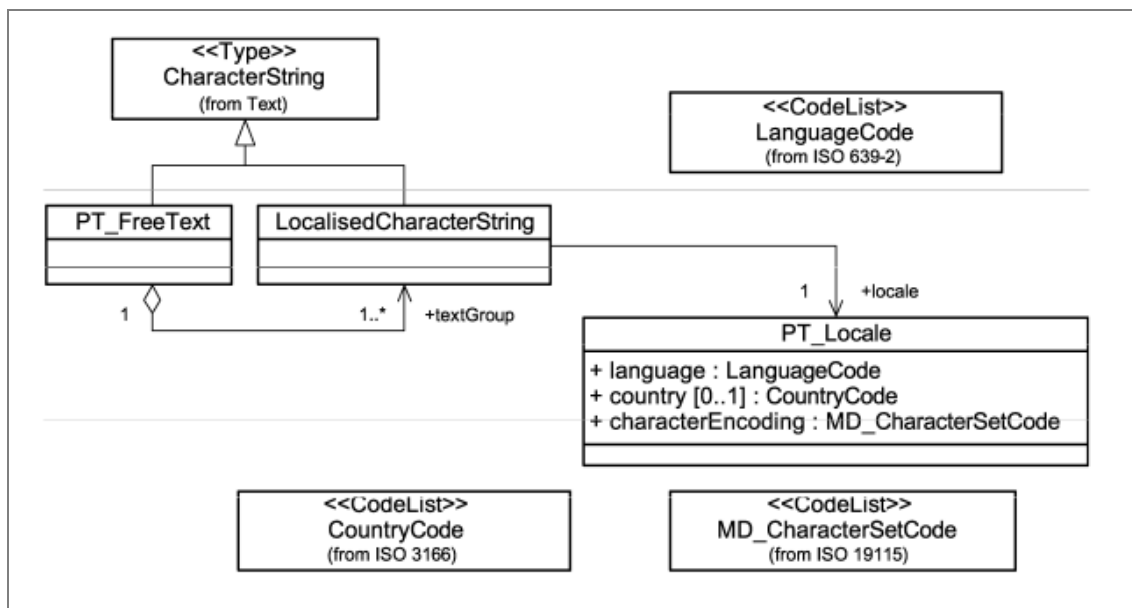 <<Type>>
CharacterString
(from Text)
<<CodeList>>
LanguageCode
(from ISO 639-2)
PT_FreeText
LocalisedCharacterString
1
1..*
+textGroup
1
+locale
PT_Locale
+ language : LanguageCode
+ country [0..1] : CountryCode
+ characterEncoding : MD_CharacterSetCode
<<CodeList>>
CountryCode
(from ISO 3166)
<<CodeList>>
MD_CharacterSetCode
(from ISO 19115)